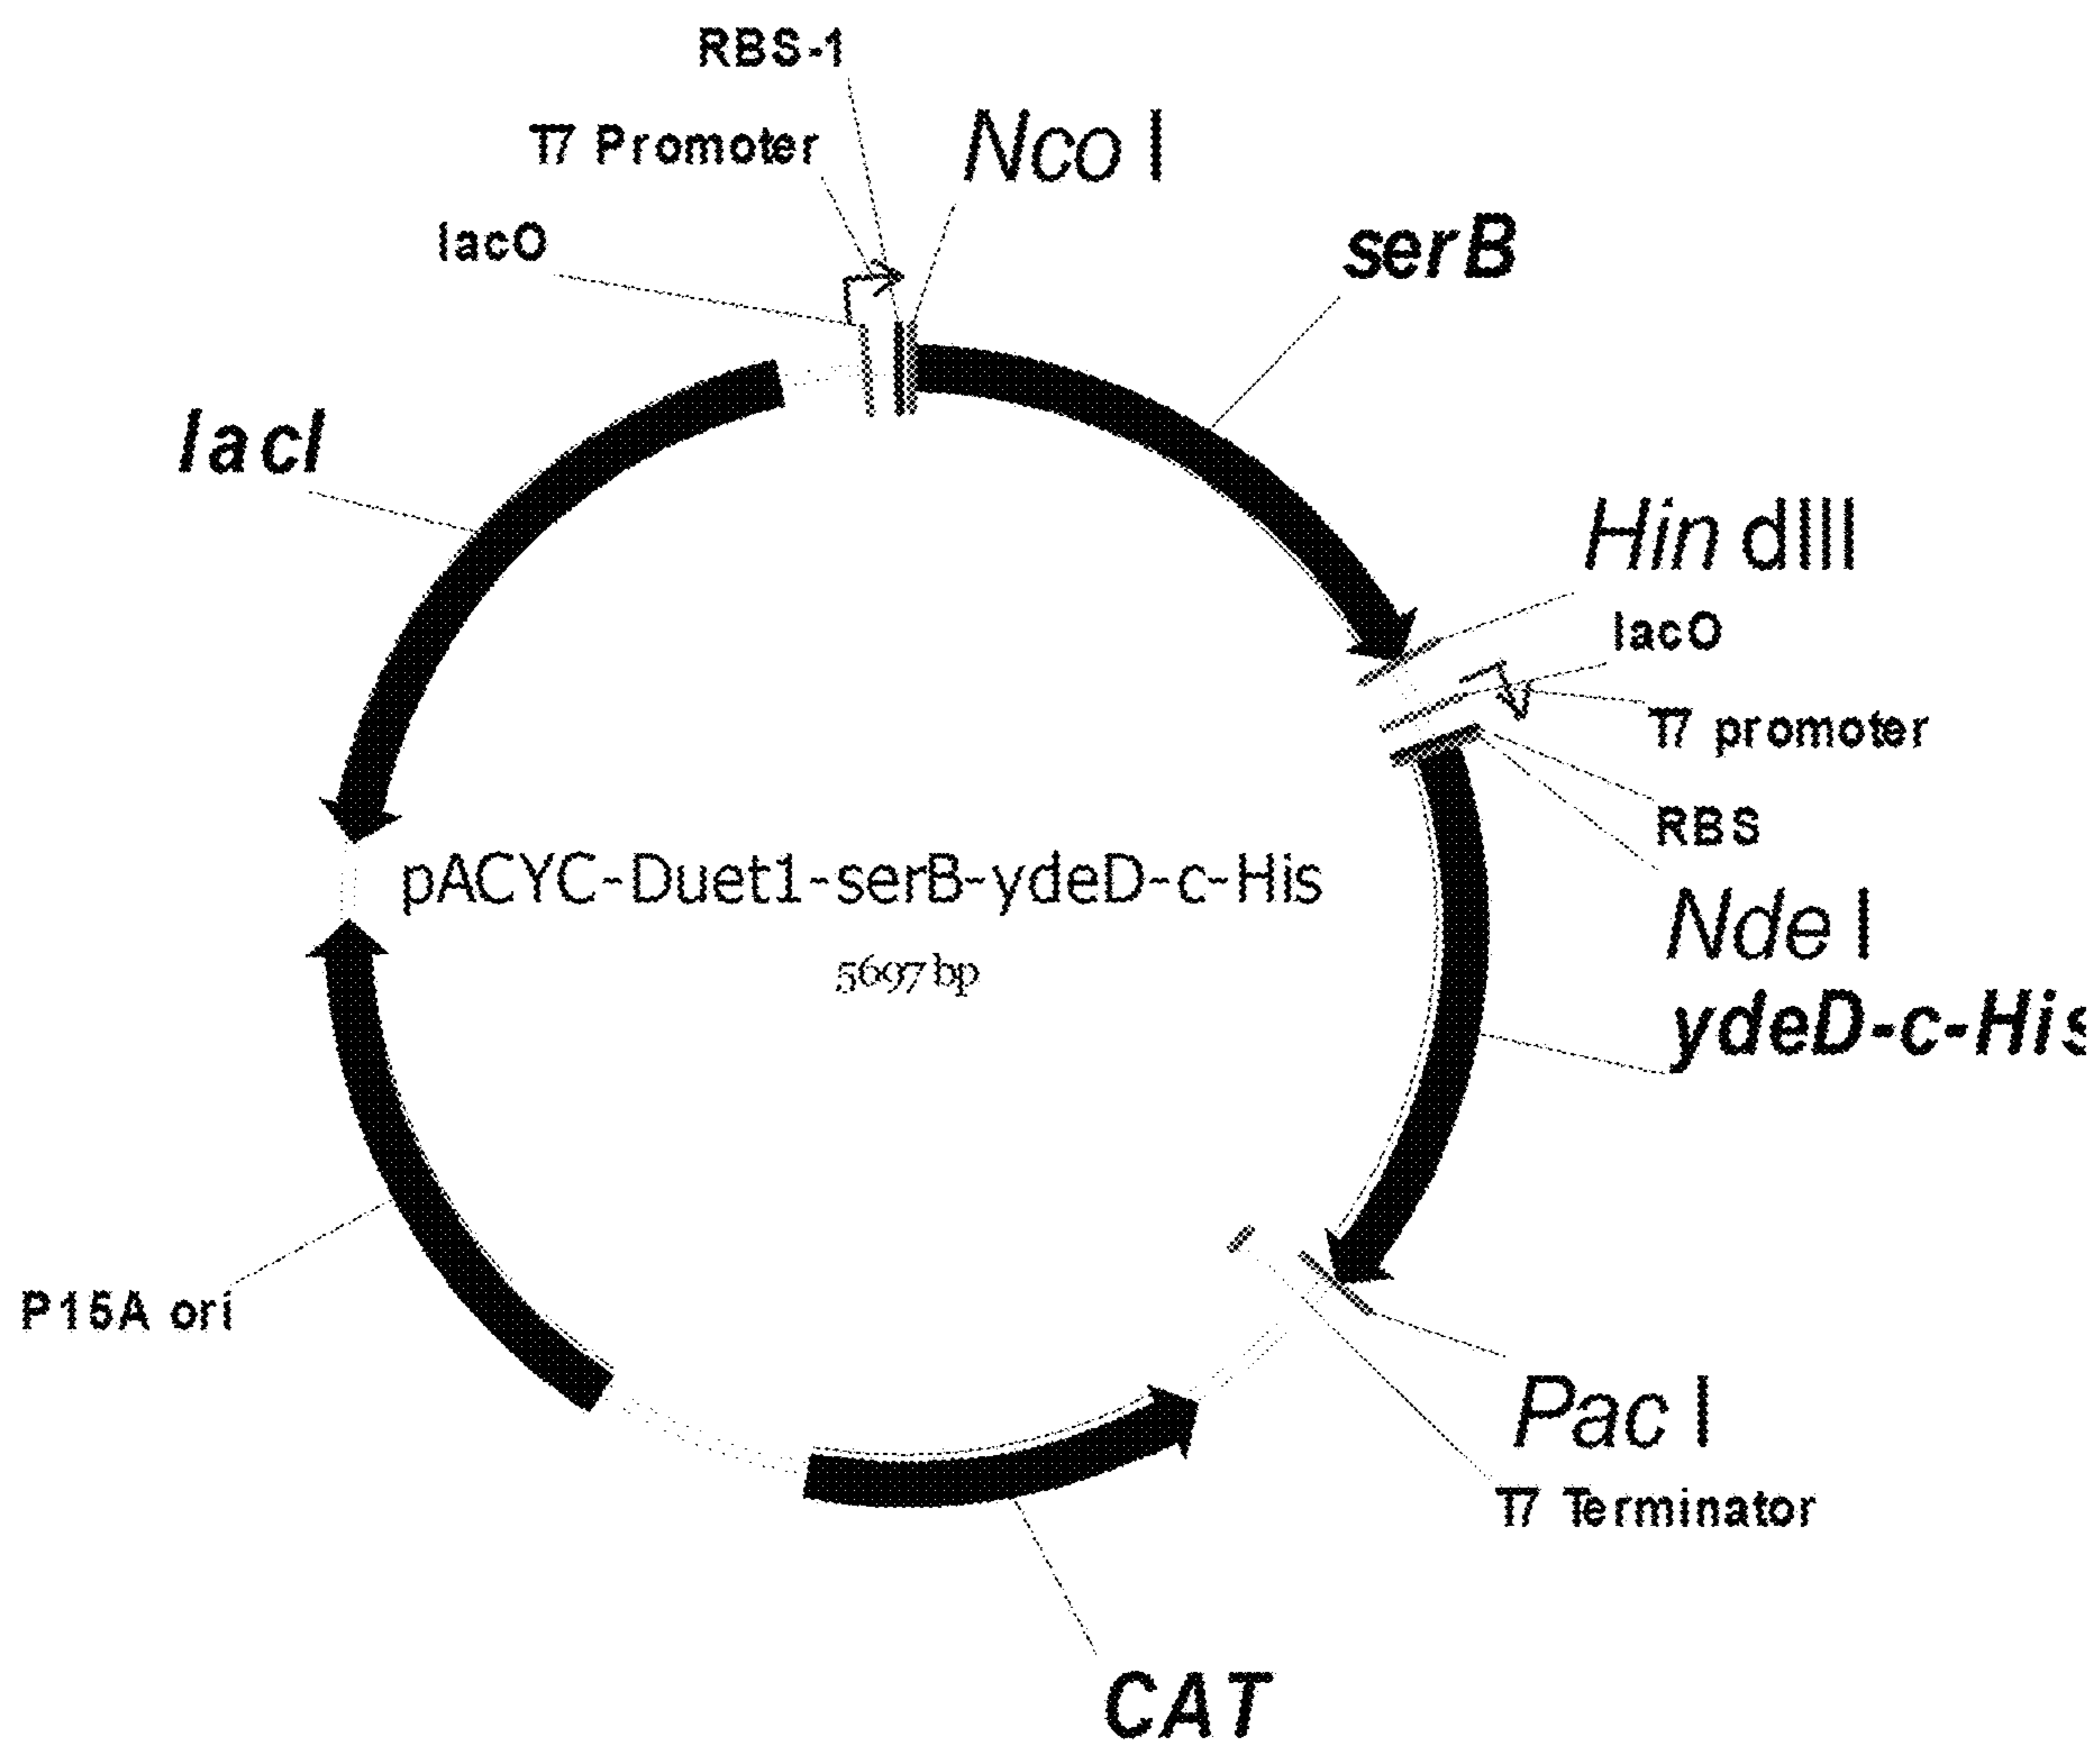 RBS-1
T7 Promoter
Nco I
lacO
serB
lacI
Hin dIII
lacO
T7 promoter
RBS
pACYC-Duet1-serB-ydeD-c-His
Nde I
5697 bp
ydeD-c-His
P15A ori
Pac I
T7 Terminator
CAT